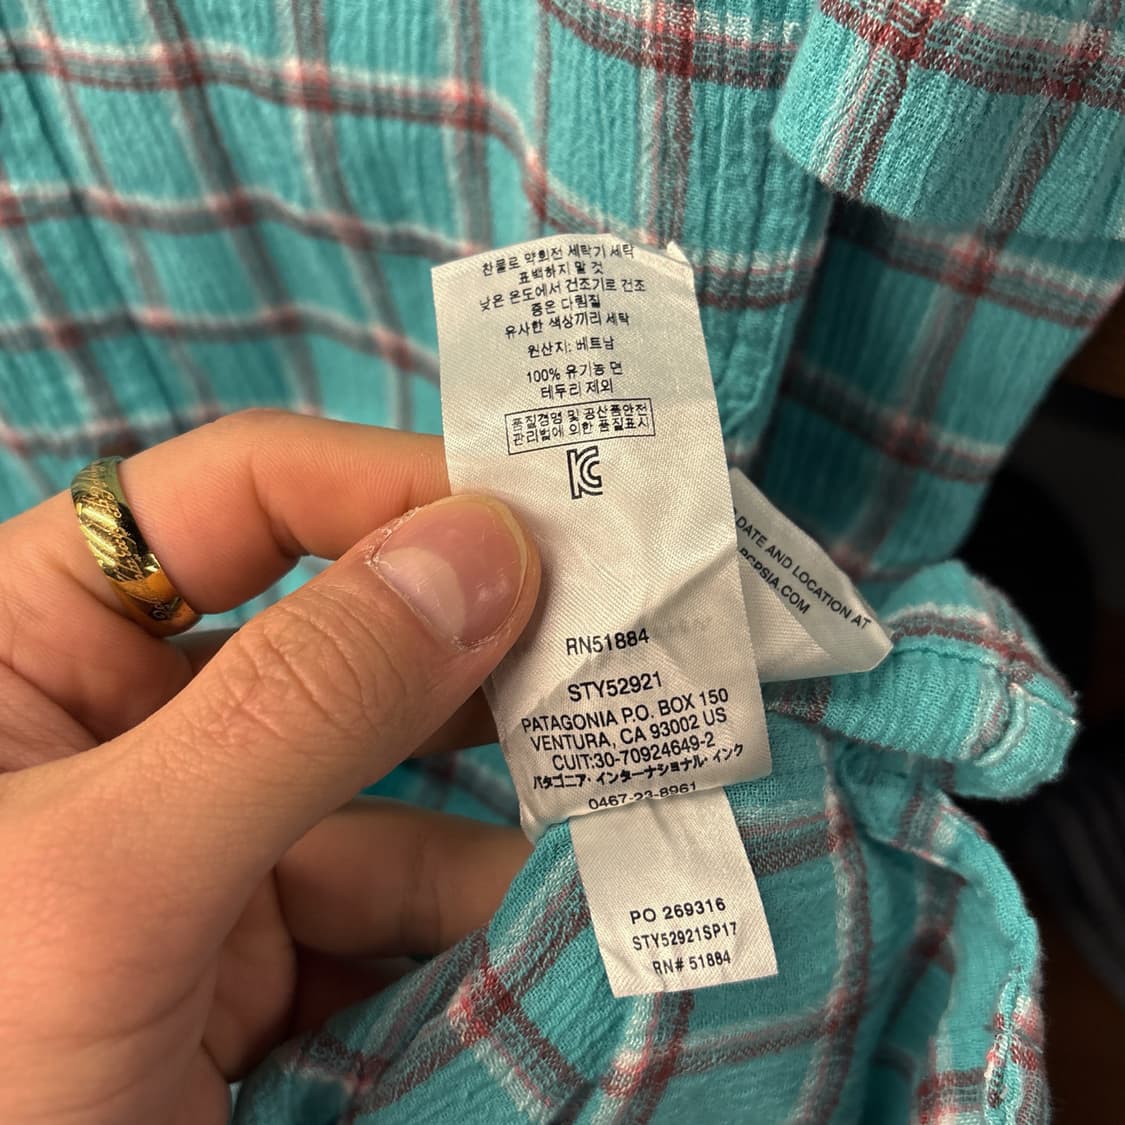 찬물로 약회전 세탁기 세탁
표백하지 말 것
낮은 온도에서 건조기로 건조
중온 다림질
유사한 색상끼리 세탁
원산지: 베트남
100% 유기농 면
테두리 제외
품질경영 및 공산품안전
관리법에 의한 품질표시
KC
RN51884
STY52921
PATAGONIA P.O. BOX 150
VENTURA, CA 93002 US
CUIT:30-70924649-2
パタゴニア・インターナショナル・インク
0467-23-8961
DATE AND LOCATION AT
PGPSIA.COM
PO 269316
STY52921SP17
RN# 51884